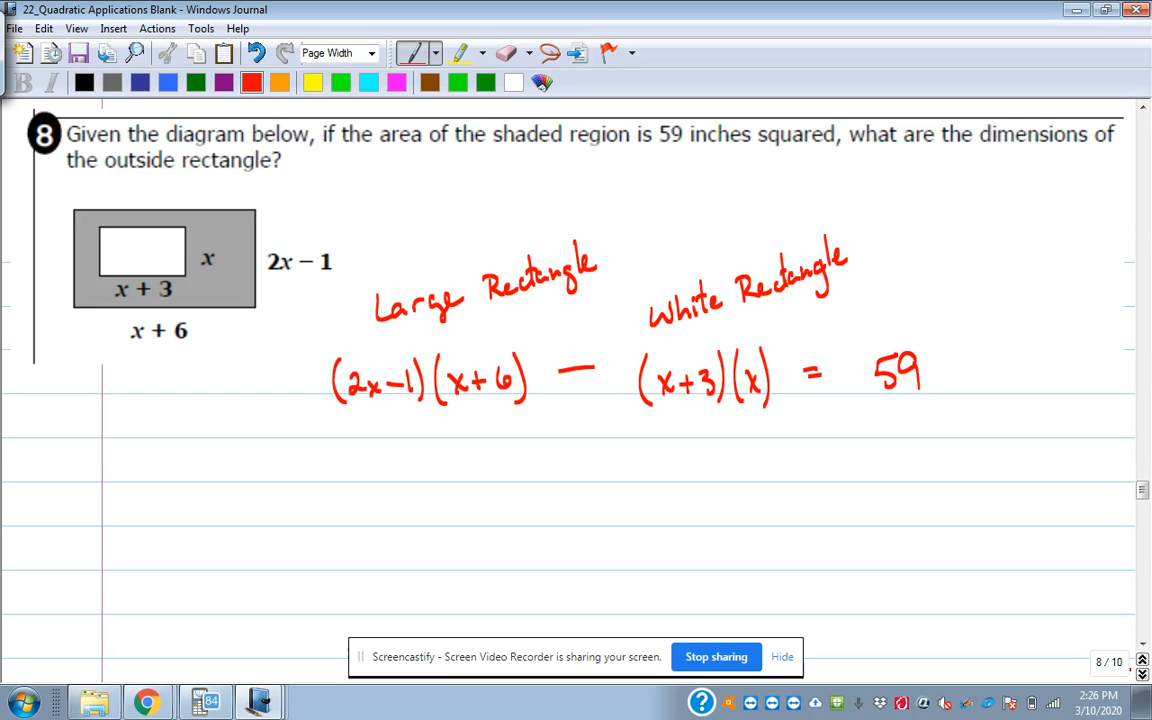 22_Quadratic Applications Blank - Windows Journal
File Edit View Insert Actions Tools Help
Page Width
B I
8 Given the diagram below, if the area of the shaded region is 59 inches squared, what are the dimensions of
the outside rectangle?
x
2x − 1
x + 3
x + 6
Large Rectangle
White Rectangle
(2x-1)(x+6) — (x+3)(x) = 59
Screencastify - Screen Video Recorder is sharing your screen.
Stop sharing
Hide
8 / 10
84
2:26 PM
3/10/2020